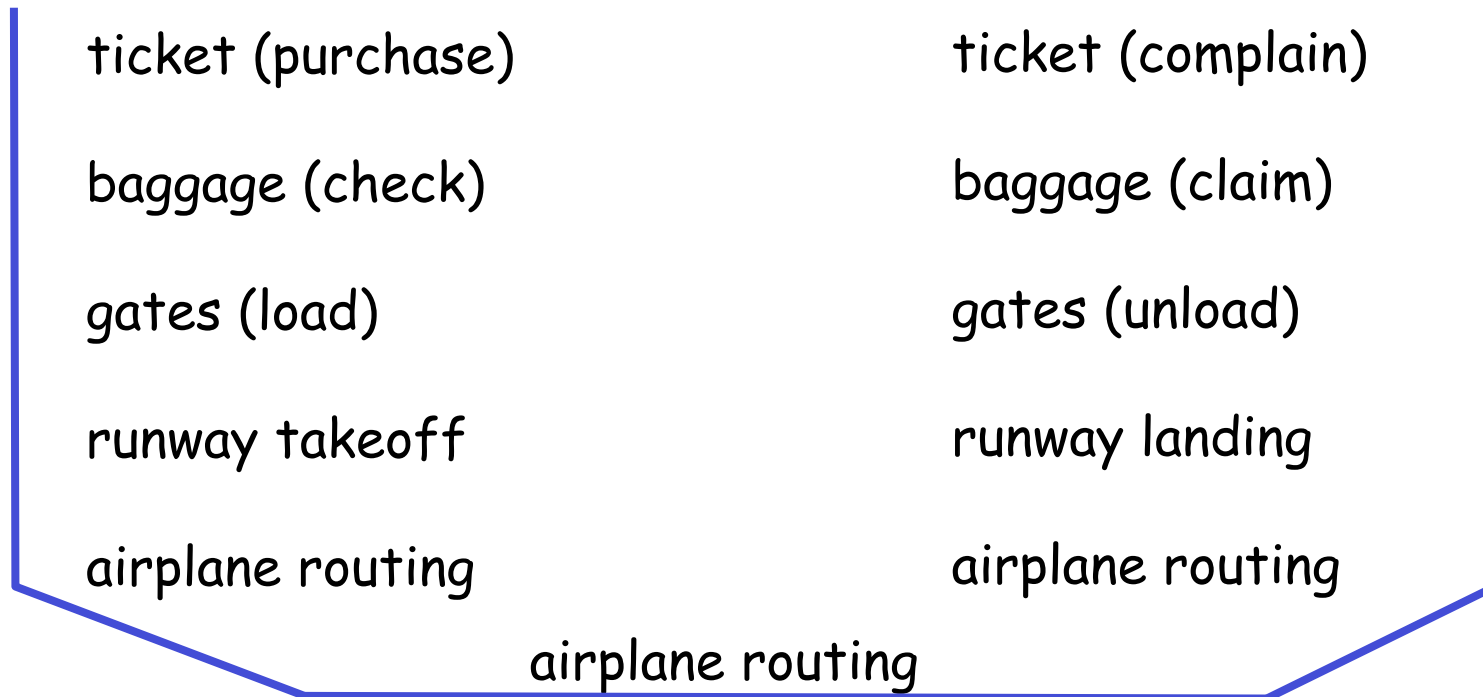 ticket (purchase)
baggage (check)
gates (load)
runway takeoff
airplane routing
ticket (complain)
baggage (claim)
gates (unload)
runway landing
airplane routing
airplane routing